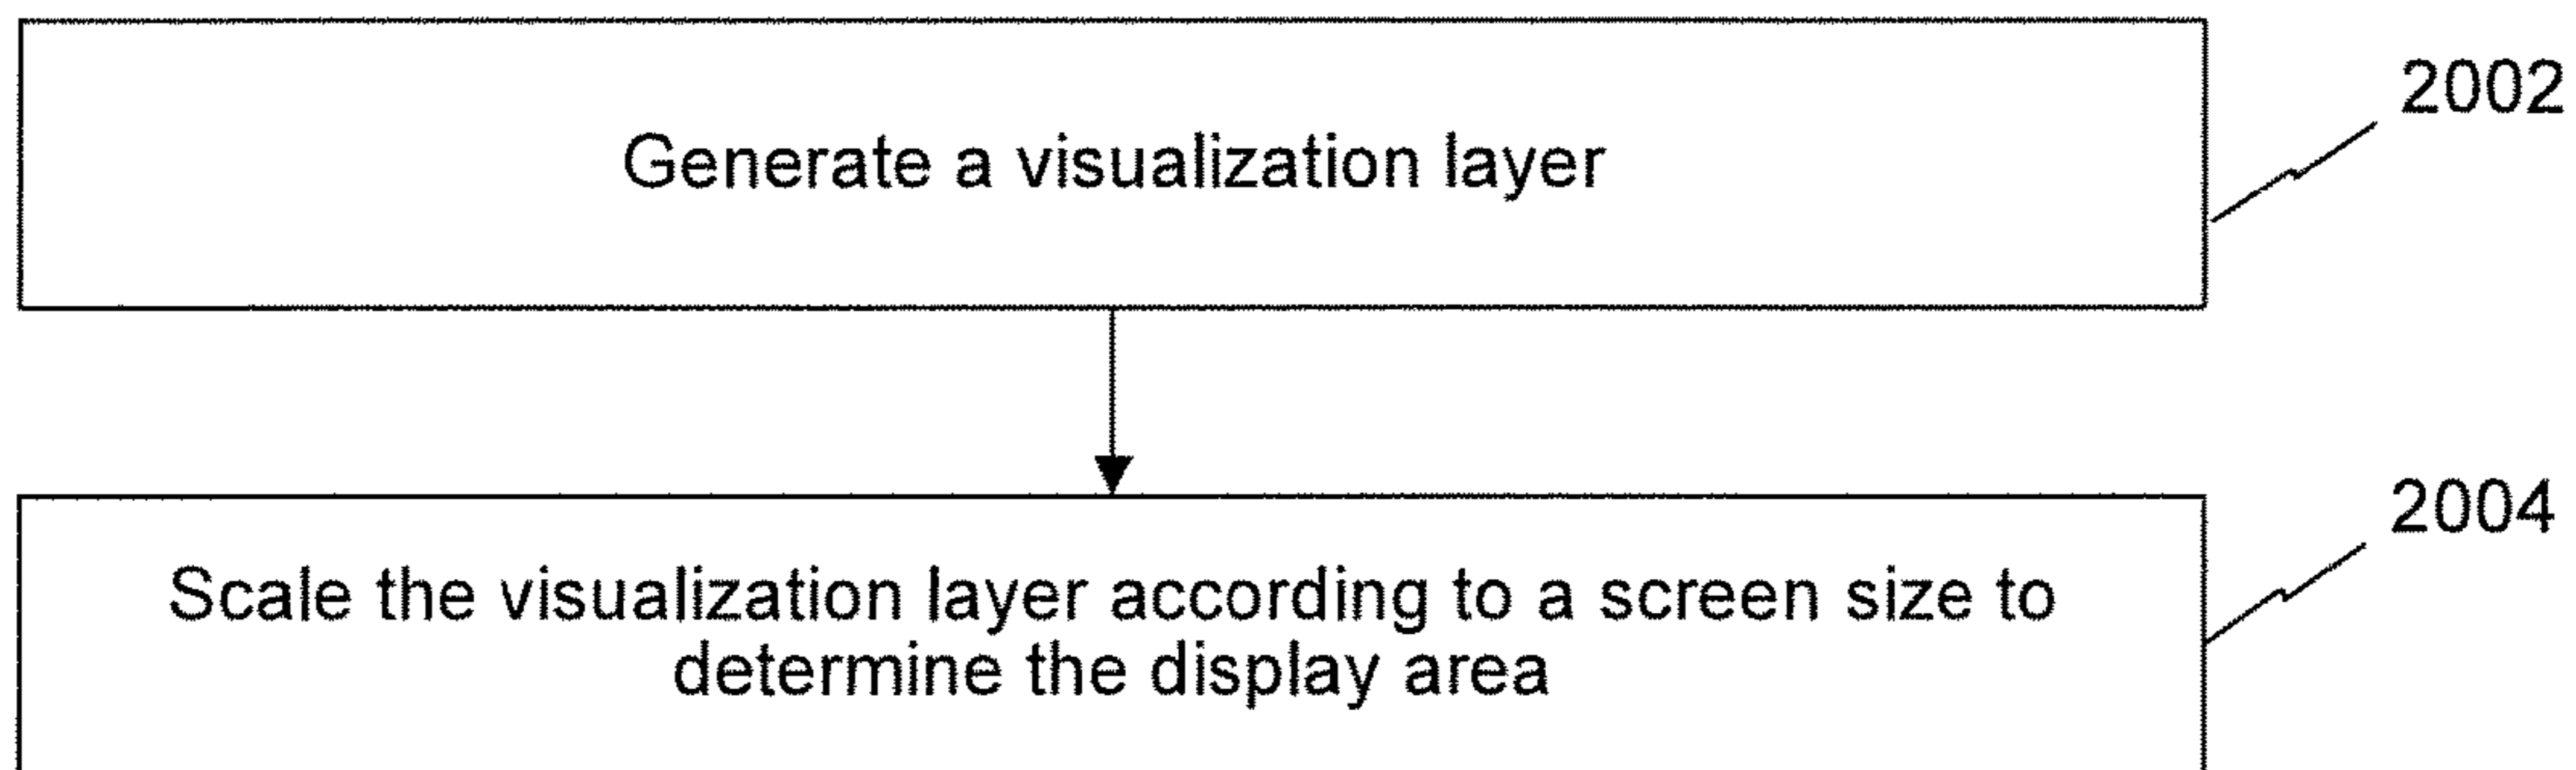 2002
Generate a visualization layer
2004
Scale the visualization layer according to a screen size to
determine the display area